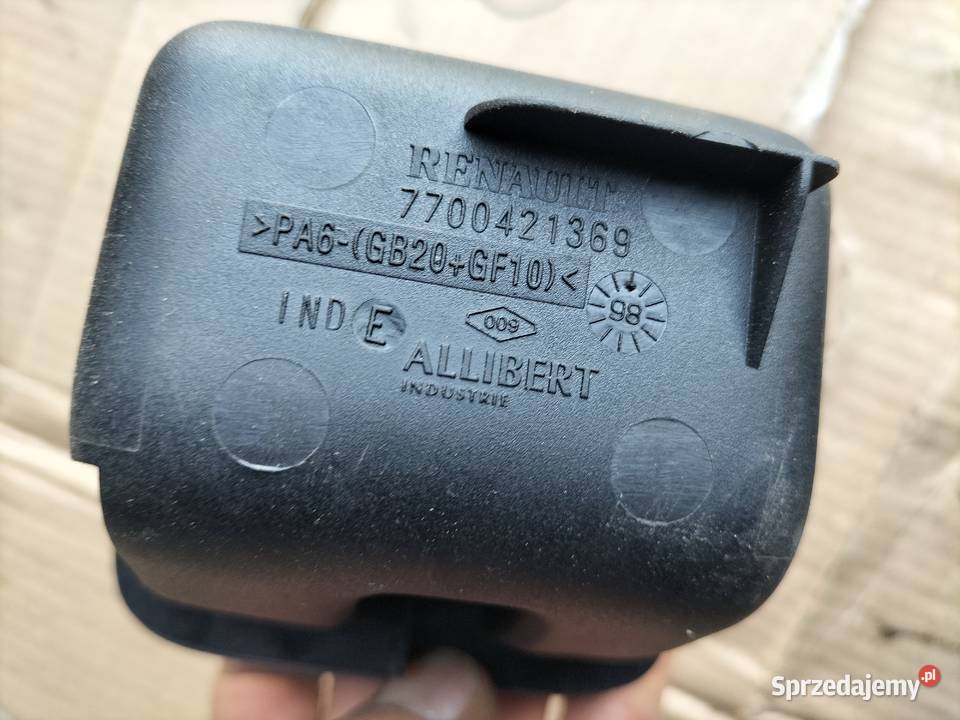 RENAULT
7700421369
>PA6-(GB20+GF10)<
IND E
009
98
ALLIBERT
INDUSTRIE
Sprzedajemy.pl